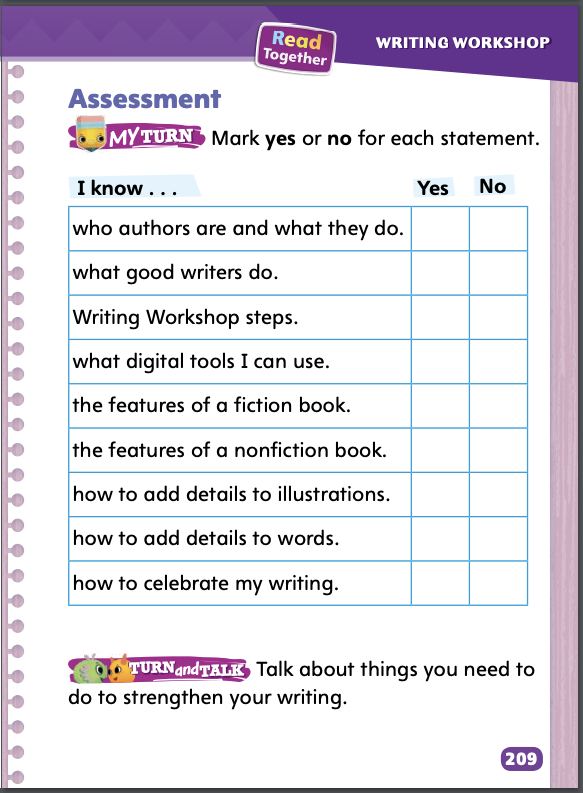 Read
Together
WRITING WORKSHOP
Assessment
MY TURN Mark yes or no for each statement.
I know . . . Yes No
who authors are and what they do.
what good writers do.
Writing Workshop steps.
what digital tools I can use.
the features of a fiction book.
the features of a nonfiction book.
how to add details to illustrations.
how to add details to words.
how to celebrate my writing.
TURN and TALK Talk about things you need to
do to strengthen your writing.
209